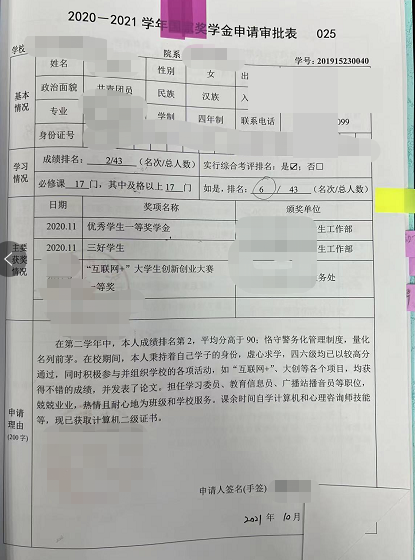 2020－2021 学年 奖学金申请审批表 025
学校 院系 学号: 201915230040
基本情况
姓名 性别 女 出
政治面貌 共青团员 民族 汉族 入
专业 学制 四年制 联系电话 099
身份证号
学习情况
成绩排名: 2/43 (名次/总人数) 实行综合考评排名: 是☑; 否☐
必修课 17 门, 其中及格以上 17 门 如是, 排名: 6 / 43 (名次/总人数)
主要获奖情况
日期 奖项名称 颁奖单位
2020.11 优秀学生一等奖学金 生工作部
2020.11 三好学生 生工作部
“互联网+”大学生创新创业大赛
等奖 务处
申请理由(200字)
在第二学年中，本人成绩排名第2，平均分高于90；恪守警务化管理制度，量化
名列前茅。在校期间，本人秉持着自己学子的身份，虚心求学，四六级均已以较高分
通过，同时积极参与并组织学校的各项活动，如“互联网+”、大创等各个项目，均获
得不错的成绩，并发表了论文。担任学习委员、教育信息员、广播站播音员等职位，
兢兢业业，热情且耐心地为班级和学校服务。课余时间自学计算机和心理咨询师技能
等，现已获取计算机二级证书。
申请人签名(手签)
2021 年 10 月